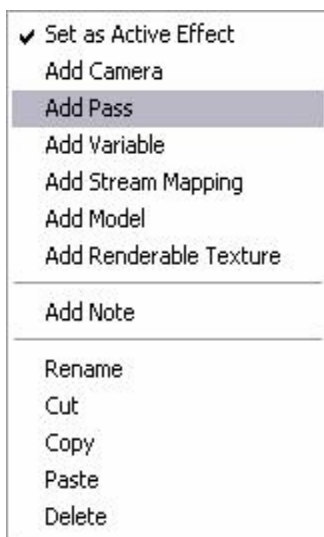 Set as Active Effect
Add Camera
Add Pass
Add Variable
Add Stream Mapping
Add Model
Add Renderable Texture
Add Note
Rename
Cut
Copy
Paste
Delete